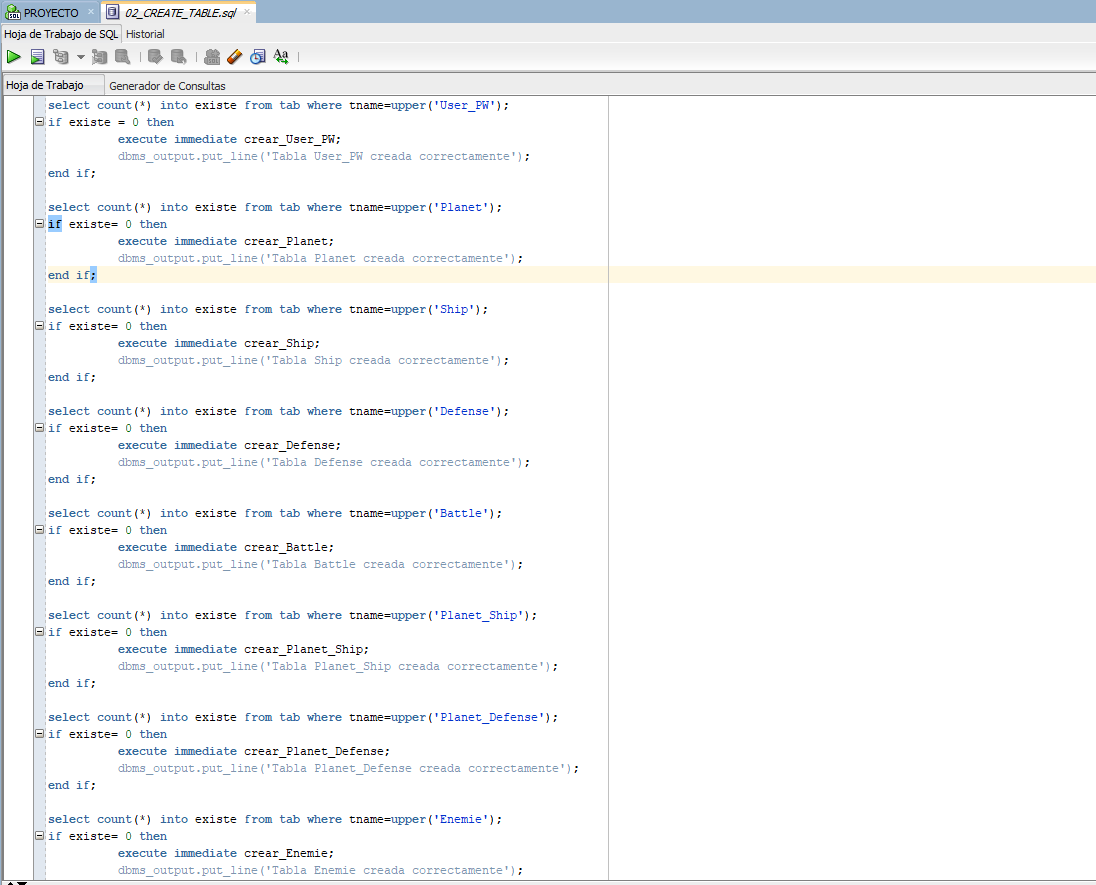 PROYECTO
02_CREATE_TABLE.sql
Hoja de Trabajo de SQL Historial
Hoja de Trabajo Generador de Consultas
select count(*) into existe from tab where tname=upper('User_PW');
if existe = 0 then
execute immediate crear_User_PW;
dbms_output.put_line('Tabla User_PW creada correctamente');
end if;
select count(*) into existe from tab where tname=upper('Planet');
if existe= 0 then
execute immediate crear_Planet;
dbms_output.put_line('Tabla Planet creada correctamente');
end if;
select count(*) into existe from tab where tname=upper('Ship');
if existe= 0 then
execute immediate crear_Ship;
dbms_output.put_line('Tabla Ship creada correctamente');
end if;
select count(*) into existe from tab where tname=upper('Defense');
if existe= 0 then
execute immediate crear_Defense;
dbms_output.put_line('Tabla Defense creada correctamente');
end if;
select count(*) into existe from tab where tname=upper('Battle');
if existe= 0 then
execute immediate crear_Battle;
dbms_output.put_line('Tabla Battle creada correctamente');
end if;
select count(*) into existe from tab where tname=upper('Planet_Ship');
if existe= 0 then
execute immediate crear_Planet_Ship;
dbms_output.put_line('Tabla Planet_Ship creada correctamente');
end if;
select count(*) into existe from tab where tname=upper('Planet_Defense');
if existe= 0 then
execute immediate crear_Planet_Defense;
dbms_output.put_line('Tabla Planet_Defense creada correctamente');
end if;
select count(*) into existe from tab where tname=upper('Enemie');
if existe= 0 then
execute immediate crear_Enemie;
dbms_output.put_line('Tabla Enemie creada correctamente');